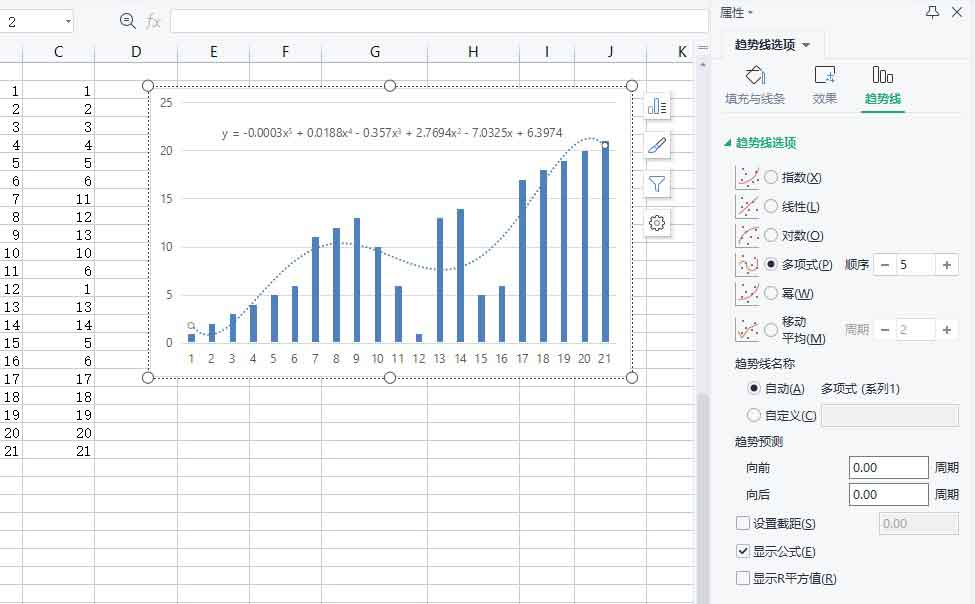 2
fx
C D E F G H I J K
1 1
2 2
3 3
4 4
5 5
6 6
7 11
8 12
9 13
10 10
11 6
12 1
13 13
14 14
15 5
16 6
17 17
18 18
19 19
20 20
21 21
25
20
15
10
5
0
y = -0.0003x⁵ + 0.0188x⁴ - 0.357x³ + 2.7694x² - 7.0325x + 6.3974
1 2 3 4 5 6 7 8 9 10 11 12 13 14 15 16 17 18 19 20 21
属性
趋势线选项
填充与线条 效果 趋势线
趋势线选项
指数(X)
线性(L)
对数(O)
多项式(P) 顺序 − 5 +
幂(W)
移动
平均(M) 周期 − 2 +
趋势线名称
自动(A) 多项式 (系列1)
自定义(C)
趋势预测
向前 0.00 周期
向后 0.00 周期
设置截距(S) 0.00
显示公式(E)
显示R平方值(R)